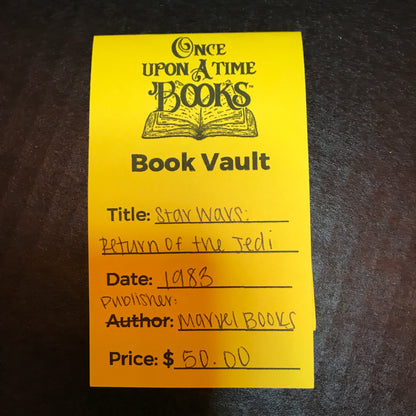 ONCE
UPON A TIME
BOOKS™
Book Vault
Title: Star Wars:
Return Of the Jedi
Date: 1983
Publisher:
Author: Marvel Books
Price: $ 50.00